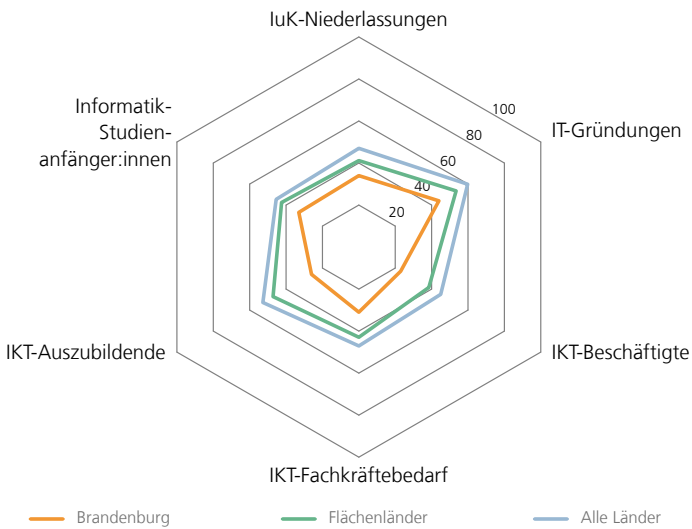 IuK-Niederlassungen
Informatik-
Studien-
anfänger:innen
100
IT-Gründungen
80
60
40
20
IKT-Auszubildende
IKT-Beschäftigte
IKT-Fachkräftebedarf
Brandenburg
Flächenländer
Alle Länder